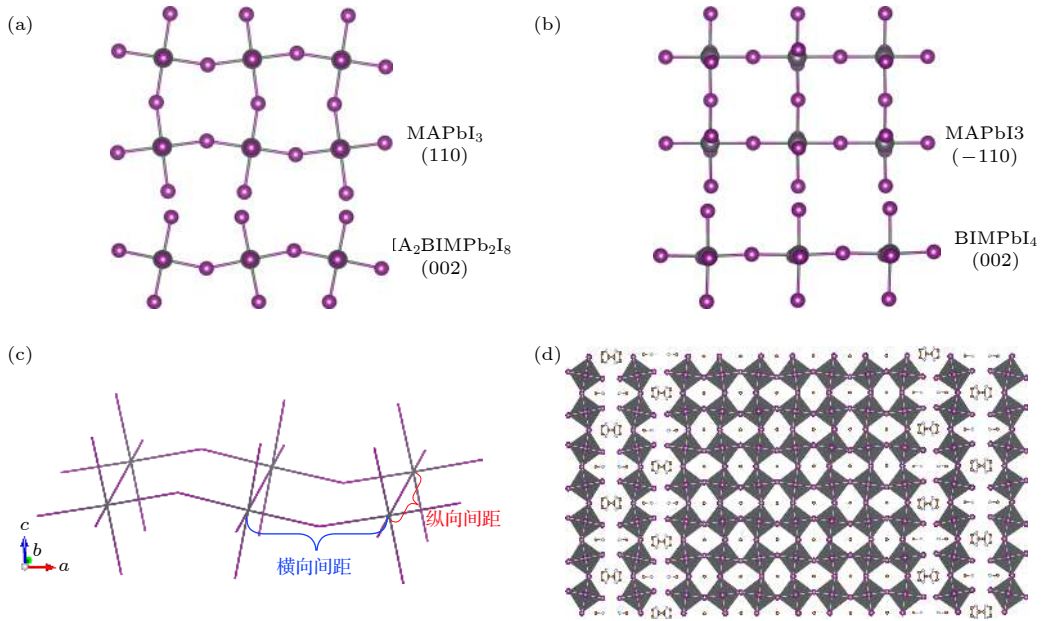 (a)
MAPbI₃
(110)
[A₂BIMPb₂I₈
(002)
(b)
MAPbI3
(−110)
BIMPbI₄
(002)
(c)
c
b
a
横向间距
纵向间距
(d)